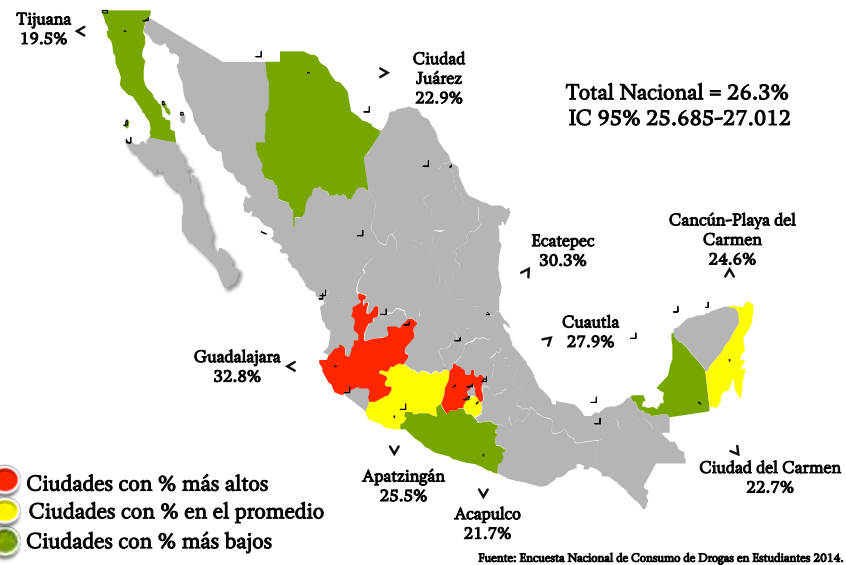 Tijuana
19.5%
Ciudad
Juárez
22.9%
Total Nacional = 26.3%
IC 95% 25.685-27.012
Cancún-Playa del
Carmen
24.6%
Ecatepec
30.3%
Cuautla
27.9%
Guadalajara
32.8%
Apatzingán
25.5%
Acapulco
21.7%
Ciudad del Carmen
22.7%
Ciudades con % más altos
Ciudades con % en el promedio
Ciudades con % más bajos
Fuente: Encuesta Nacional de Consumo de Drogas en Estudiantes 2014.